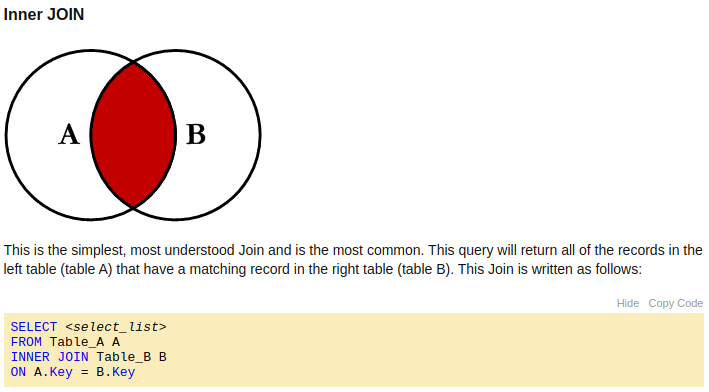 Inner JOIN
A B
This is the simplest, most understood Join and is the most common. This query will return all of the records in the
left table (table A) that have a matching record in the right table (table B). This Join is written as follows:
Hide Copy Code
SELECT <select_list>
FROM Table_A A
INNER JOIN Table_B B
ON A.Key = B.Key